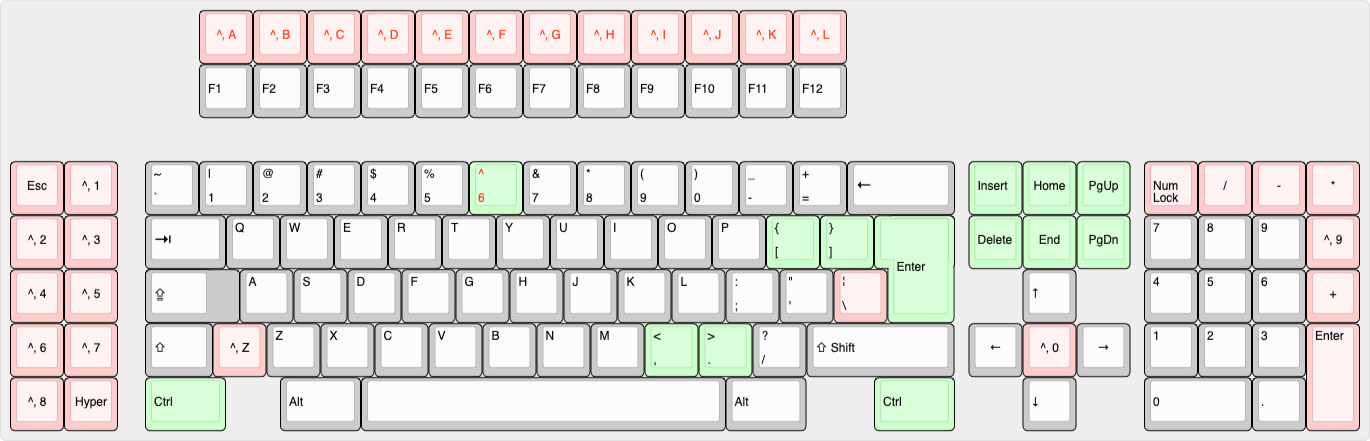 ^, A ^, B ^, C ^, D ^, E ^, F ^, G ^, H ^, I ^, J ^, K ^, L
F1 F2 F3 F4 F5 F6 F7 F8 F9 F10 F11 F12
Esc ^, 1 ~ ` | 1 @ 2 # 3 $ 4 % 5 ^ 6 & 7 * 8 ( 9 ) 0 _ - + = ← Insert Home PgUp Num Lock / - *
^, 2 ^, 3 ⇥ Q W E R T Y U I O P { [ } ] Enter Delete End PgDn 7 8 9 ^, 9
^, 4 ^, 5 ⇪ A S D F G H J K L : ; " ' ¦ \ ↑ 4 5 6 +
^, 6 ^, 7 ⇧ ^, Z Z X C V B N M < , > . ? / ⇧ Shift ← ^, 0 → 1 2 3 Enter
^, 8 Hyper Ctrl Alt Alt Ctrl ↓ 0 .